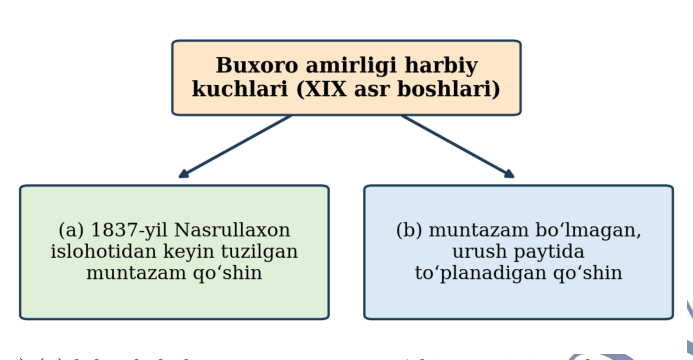 Buxoro amirligi harbiy
kuchlari (XIX asr boshlari)
(a) 1837-yil Nasrullaxon
islohotidan keyin tuzilgan
muntazam qo‘shin
(b) muntazam bo‘lmagan,
urush paytida
to‘planadigan qo‘shin